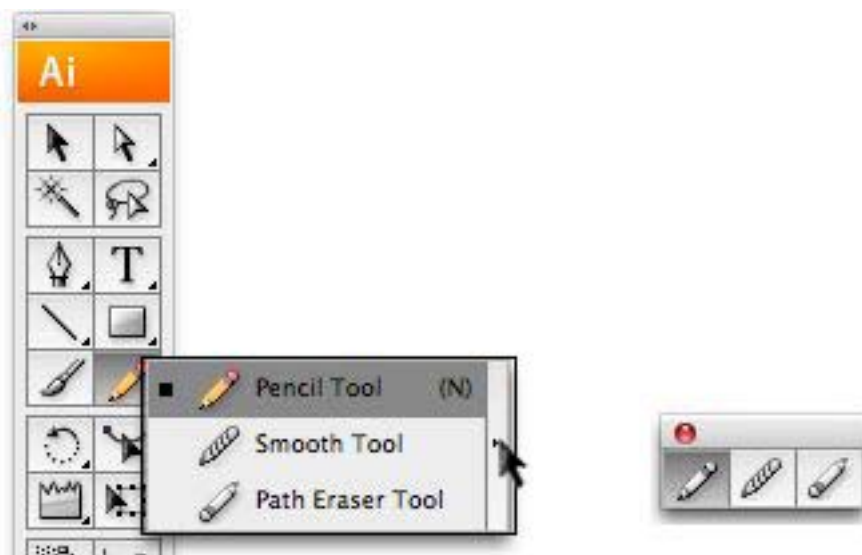 Ai
T
Pencil Tool (N)
Smooth Tool
Path Eraser Tool